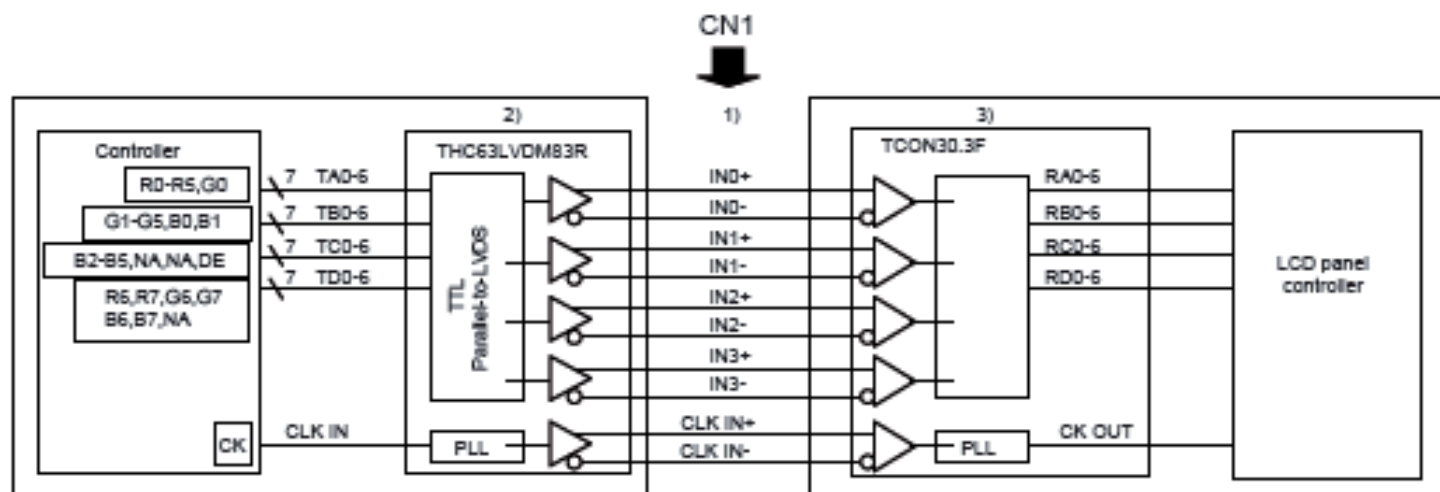 CN1
2)
1)
3)
Controller
THC63LVDM83R
TCON30.3F
R0-R5,G0
7
TA0-6
IN0+
RA0-6
IN0-
G1-G5,B0,B1
7
TB0-6
IN1+
RB0-6
B2-B5,NA,NA,DE
7
TC0-6
IN1-
RC0-6
R6,R7,G6,G7
B6,B7,NA
7
TD0-6
IN2+
RD0-6
IN2-
TTL
Parallel-to-LVDS
IN3+
IN3-
LCD panel
controller
CK
CLK IN
PLL
CLK IN+
CLK IN-
PLL
CK OUT